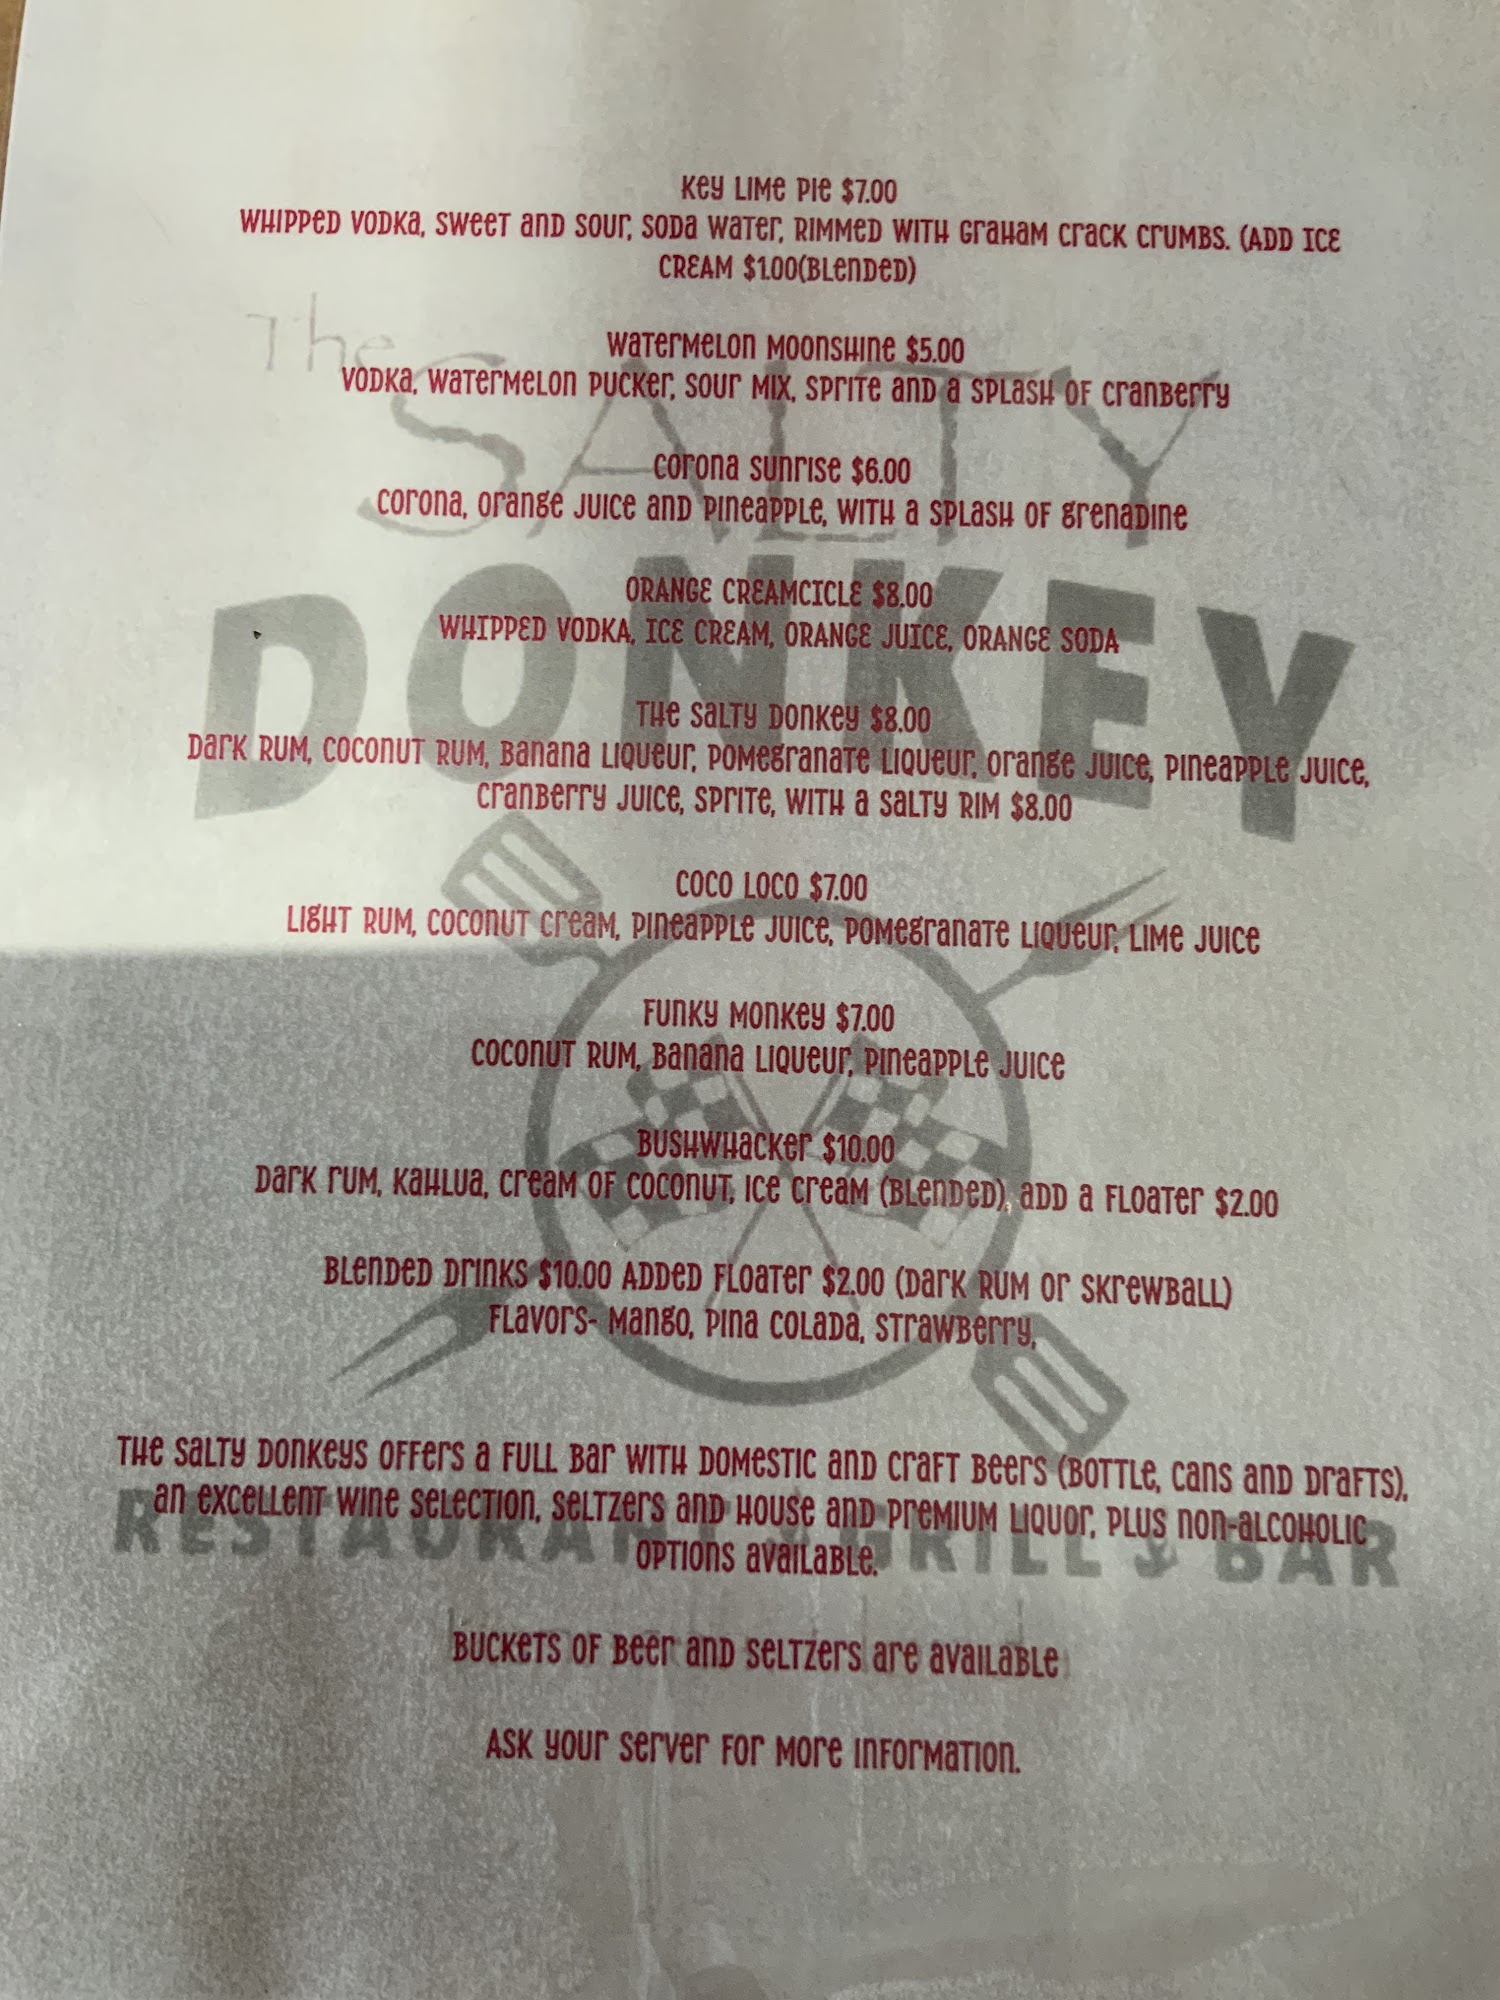 Key Lime Pie $7.00
Whipped Vodka, Sweet and Sour, Soda Water, Rimmed with Graham Crack Crumbs. (Add Ice
Cream $1.00(Blended)
Watermelon Moonshine $5.00
Vodka, Watermelon Pucker, Sour Mix, Sprite and a Splash of Cranberry
Corona Sunrise $6.00
Corona, Orange Juice and Pineapple, with a Splash of Grenadine
Orange Creamcicle $8.00
Whipped Vodka, Ice Cream, Orange Juice, Orange Soda
The Salty Donkey $8.00
Dark Rum, Coconut Rum, Banana Liqueur, Pomegranate Liqueur, Orange Juice, Pineapple Juice,
Cranberry Juice, Sprite, with a Salty Rim $8.00
Coco Loco $7.00
Light Rum, Coconut Cream, Pineapple Juice, Pomegranate Liqueur, Lime Juice
Funky Monkey $7.00
Coconut Rum, Banana Liqueur, Pineapple Juice
Bushwhacker $10.00
Dark Rum, Kahlua, Cream of Coconut, Ice Cream (Blended), Add a Floater $2.00
Blended Drinks $10.00 Added Floater $2.00 (Dark Rum or Skrewball)
Flavors- Mango, Pina Colada, Strawberry,
The Salty Donkeys offers a full bar with domestic and craft beers (bottle, cans and drafts),
an excellent wine selection, seltzers and house and premium liquor, plus non-alcoholic
options available.
Buckets of Beer and Seltzers are available
Ask your server for more information.
The
SALTY
DONKEY
RESTAURANT GRILL & BAR